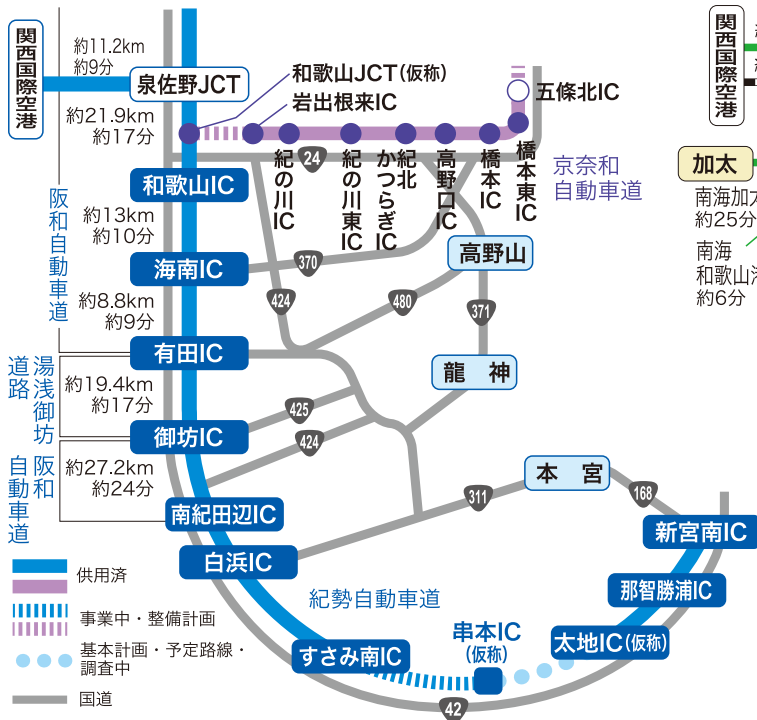 関西国際空港
約11.2km
約9分
泉佐野JCT
和歌山JCT(仮称)
岩出根来IC
五條北IC
約21.9km
約17分
24
紀の川IC
紀の川東IC
紀北
かつらぎIC
高野口IC
橋本IC
橋本東IC
京奈和
自動車道
和歌山IC
阪和自動車道
約13km
約10分
海南IC
370
高野山
約8.8km
約9分
424
480
371
有田IC
湯浅御坊
道路
約19.4km
約17分
龍神
425
御坊IC
424
阪和
自動車道
約27.2km
約24分
本宮
311
168
南紀田辺IC
新宮南IC
白浜IC
那智勝浦IC
紀勢自動車道
串本IC
(仮称)
太地IC(仮称)
すさみ南IC
42
供用済
事業中・整備計画
基本計画・予定路線・
調査中
国道
関西国際空港
加太
南海加太
約25分
南海
和歌山
約6分